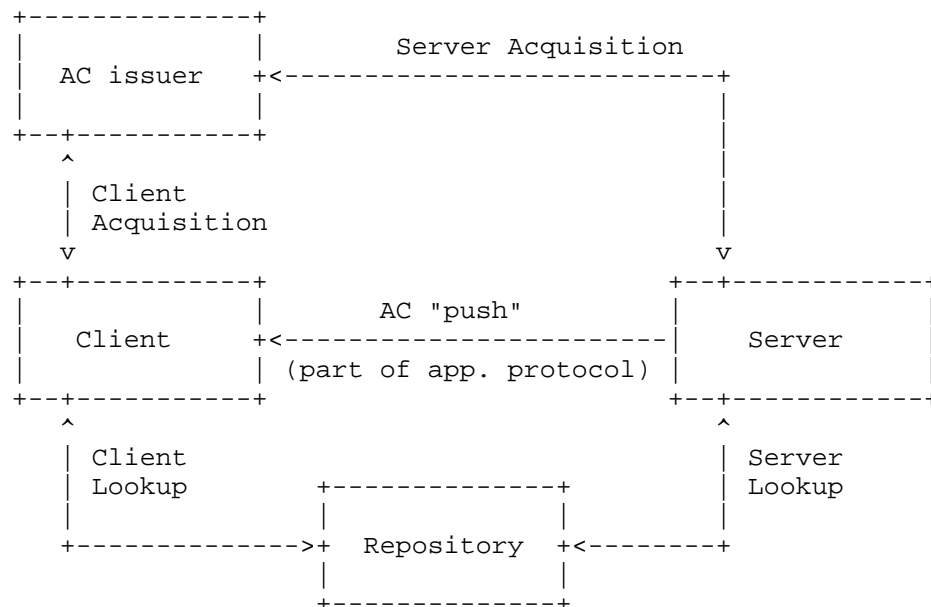 Server Acquisition
AC issuer
Client
Acquisition
AC "push"
Client
Server
(part of app. protocol)
Client
Lookup
Server
Lookup
Repository